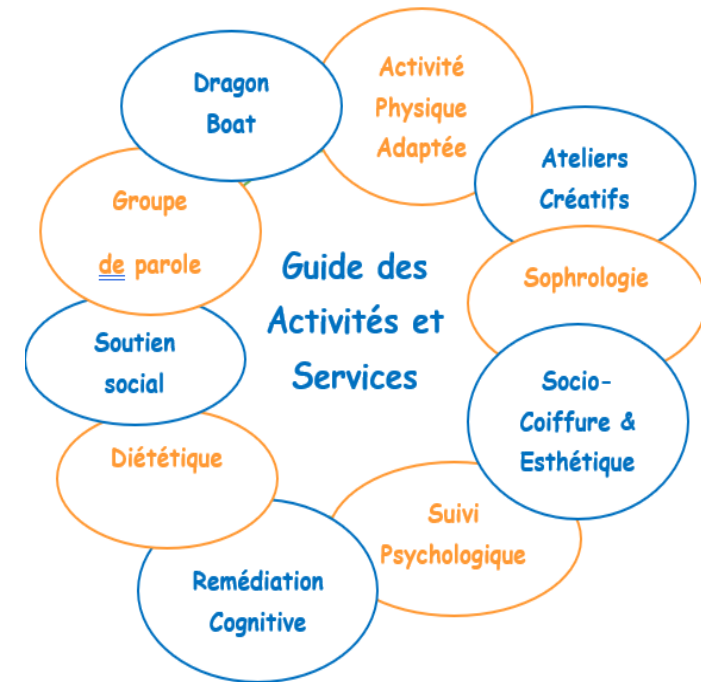 Guide des
Activités et
Services
Activité
Physique
Adaptée
Ateliers
Créatifs
Sophrologie
Socio-
Coiffure &
Esthétique
Suivi
Psychologique
Remédiation
Cognitive
Diététique
Soutien
social
Groupe
de parole
Dragon
Boat